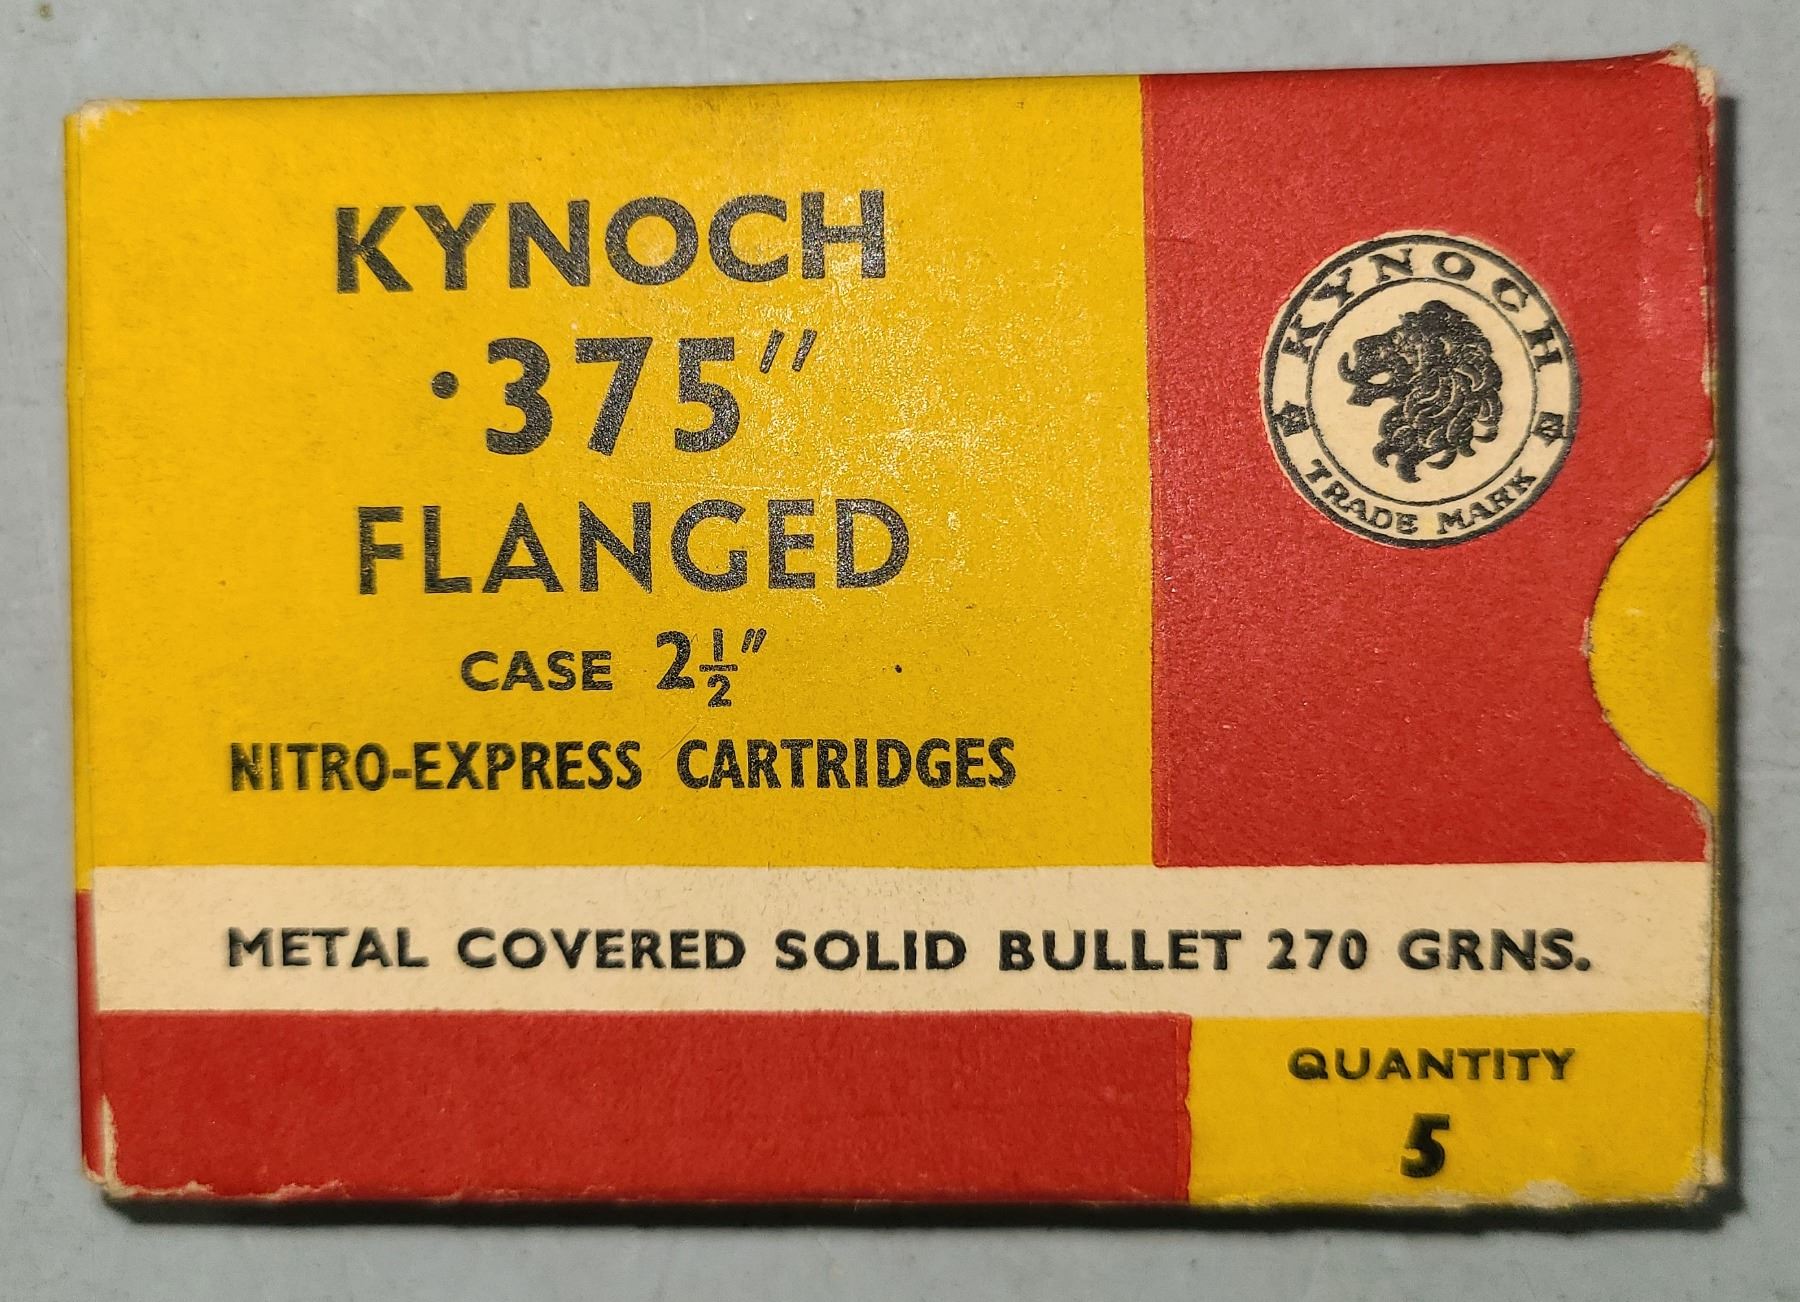 KYNOCH
·375"
FLANGED
CASE 2½"
NITRO-EXPRESS CARTRIDGES
KYNOCH
TRADE MARK
METAL COVERED SOLID BULLET 270 GRNS.
QUANTITY
5